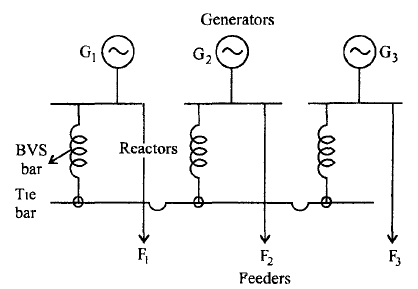 Generators
G1
G2
G3
BVS
bar
Reactors
Tie
bar
F1
F2
F3
Feeders